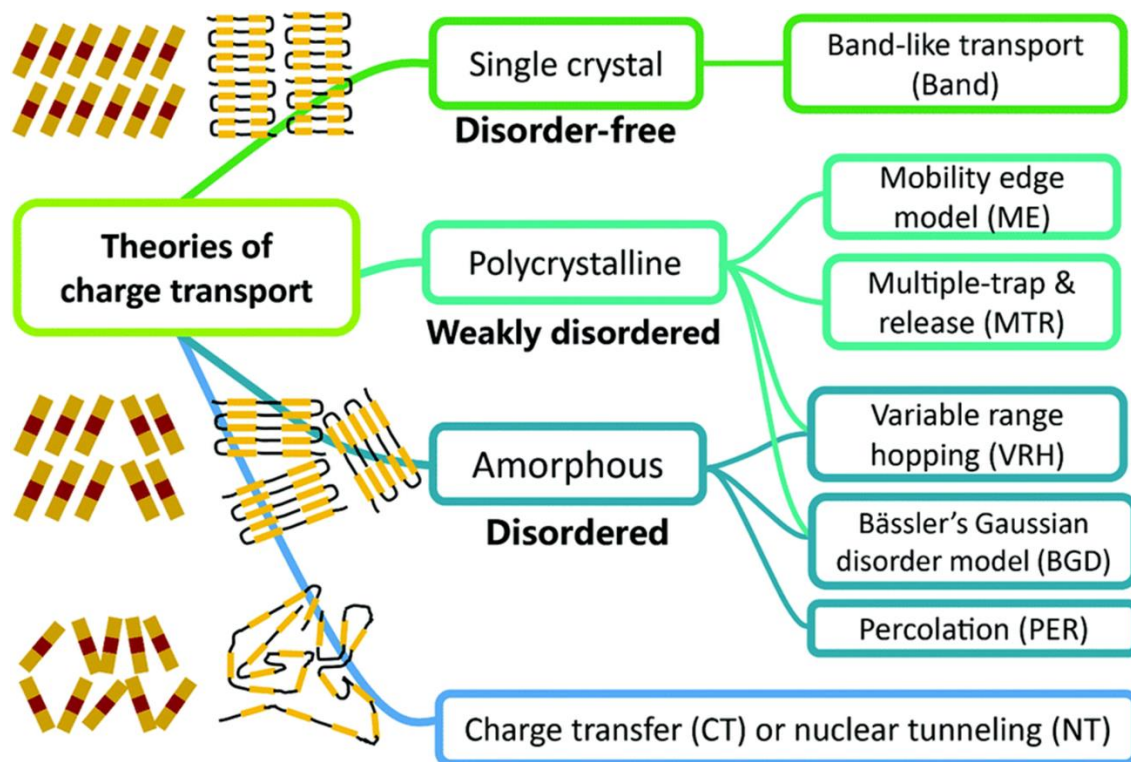 Single crystal
Disorder-free
Band-like transport
(Band)
Theories of
charge transport
Polycrystalline
Weakly disordered
Mobility edge
model (ME)
Multiple-trap &
release (MTR)
Amorphous
Disordered
Variable range
hopping (VRH)
Bässler's Gaussian
disorder model (BGD)
Percolation (PER)
Charge transfer (CT) or nuclear tunneling (NT)